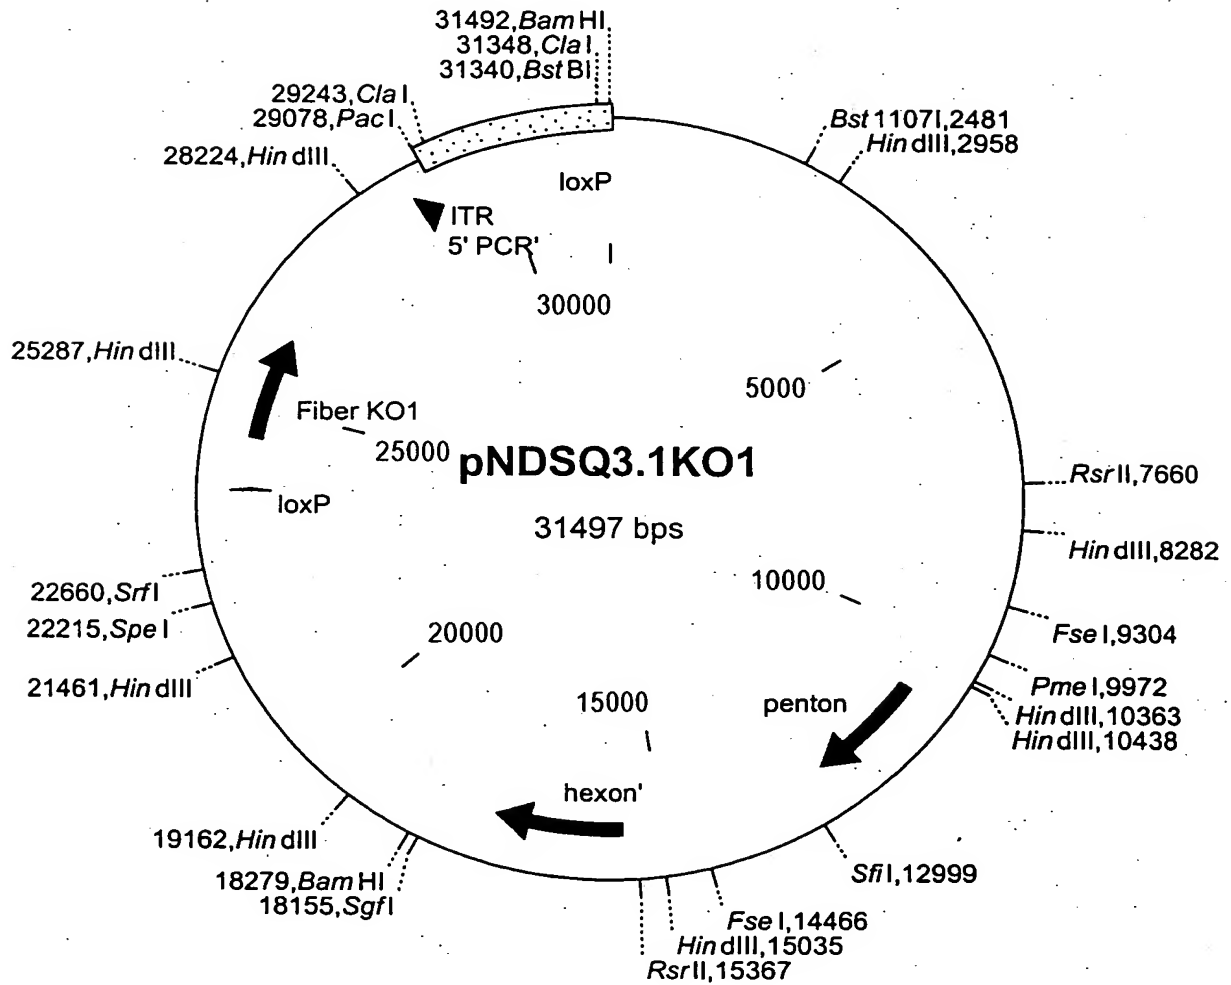 31492,BamHI
31348,ClaI
31340,BstBI
29243,ClaI
29078,PacI
28224,HindIII
Bst1107I,2481
HindIII,2958
loxP
ITR
5' PCR'
30000
25287,HindIII
5000
Fiber KO1
25000
pNDSQ3.1KO1
RsrII,7660
loxP
31497 bps
HindIII,8282
10000
22660,SrfI
22215,SpeI
20000
FseI,9304
21461,HindIII
PmeI,9972
HindIII,10363
HindIII,10438
15000
penton
hexon'
19162,HindIII
18279,BamHI
18155,SgfI
SfiI,12999
FseI,14466
HindIII,15035
RsrII,15367